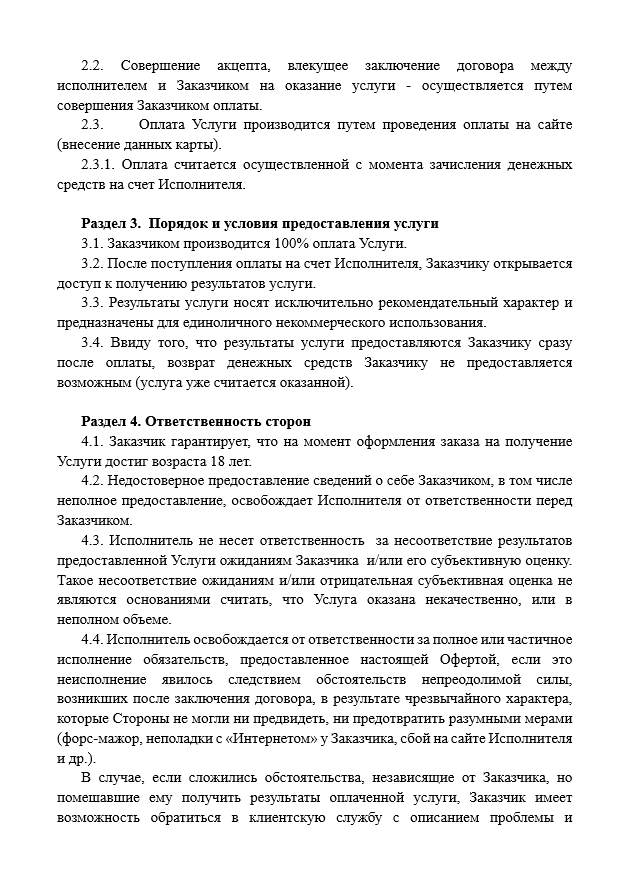 2.2. Совершение акцепта, влекущее заключение договора между
исполнителем и Заказчиком на оказание услуги - осуществляется путем
совершения Заказчиком оплаты.
2.3. Оплата Услуги производится путем проведения оплаты на сайте
(внесение данных карты).
2.3.1. Оплата считается осуществленной с момента зачисления денежных
средств на счет Исполнителя.
Раздел 3. Порядок и условия предоставления услуги
3.1. Заказчиком производится 100% оплата Услуги.
3.2. После поступления оплаты на счет Исполнителя, Заказчику открывается
доступ к получению результатов услуги.
3.3. Результаты услуги носят исключительно рекомендательный характер и
предназначены для единоличного некоммерческого использования.
3.4. Ввиду того, что результаты услуги предоставляются Заказчику сразу
после оплаты, возврат денежных средств Заказчику не предоставляется
возможным (услуга уже считается оказанной).
Раздел 4. Ответственность сторон
4.1. Заказчик гарантирует, что на момент оформления заказа на получение
Услуги достиг возраста 18 лет.
4.2. Недостоверное предоставление сведений о себе Заказчиком, в том числе
неполное предоставление, освобождает Исполнителя от ответственности перед
Заказчиком.
4.3. Исполнитель не несет ответственность за несоответствие результатов
предоставленной Услуги ожиданиям Заказчика и/или его субъективную оценку.
Такое несоответствие ожиданиям и/или отрицательная субъективная оценка не
являются основаниями считать, что Услуга оказана некачественно, или в
неполном объеме.
4.4. Исполнитель освобождается от ответственности за полное или частичное
исполнение обязательств, предоставленное настоящей Офертой, если это
неисполнение явилось следствием обстоятельств непреодолимой силы,
возникших после заключения договора, в результате чрезвычайного характера,
которые Стороны не могли ни предвидеть, ни предотвратить разумными мерами
(форс-мажор, неполадки с «Интернетом» у Заказчика, сбой на сайте Исполнителя
и др.).
В случае, если сложились обстоятельства, независящие от Заказчика, но
помешавшие ему получить результаты оплаченной услуги, Заказчик имеет
возможность обратиться в клиентскую службу с описанием проблемы и